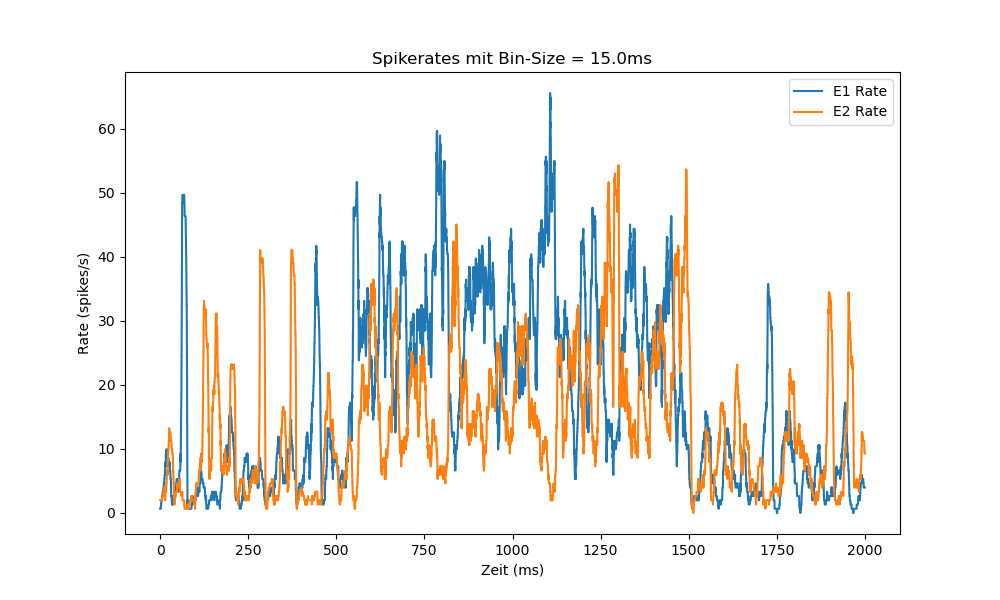 Spikerates mit Bin-Size = 15.0ms
E1 Rate
E2 Rate
Rate (spikes/s)
60
50
40
30
20
10
0
0 250 500 750 1000 1250 1500 1750 2000
Zeit (ms)